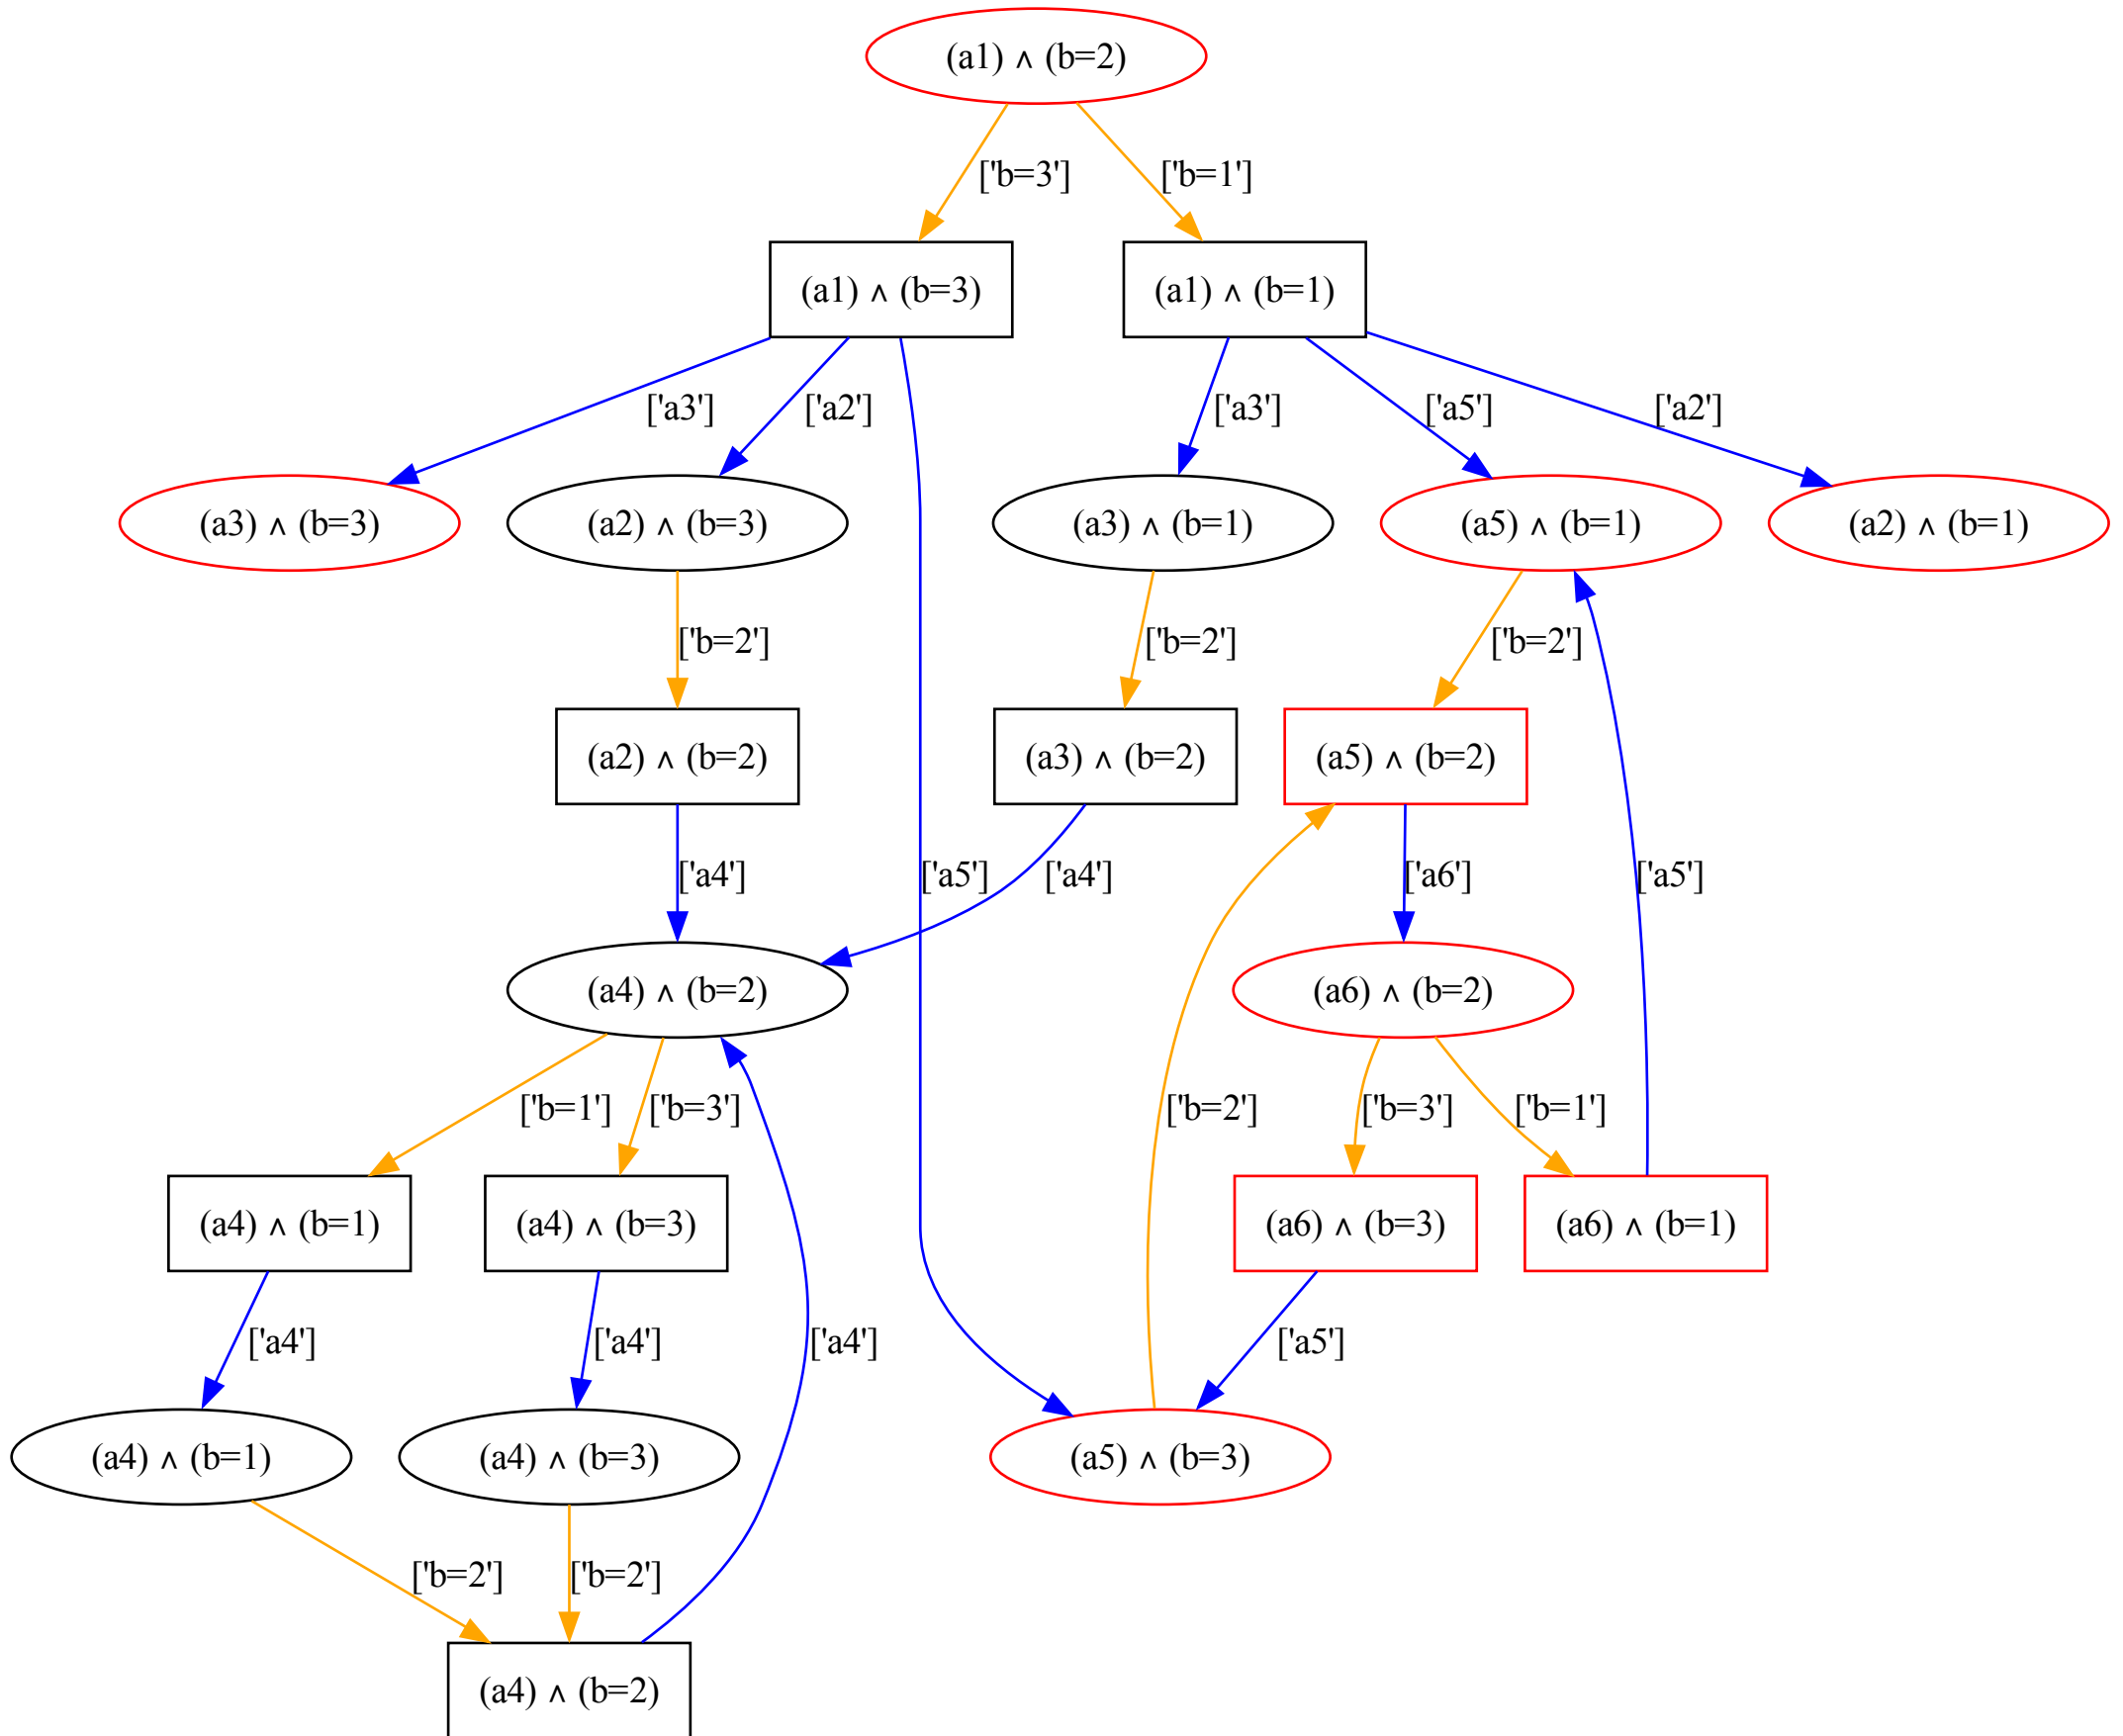 (a1) ∧ (b=2)
['b=3']
['b=1']
(a1) ∧ (b=3)
(a1) ∧ (b=1)
['a3']
['a2']
['a3']
['a5']
['a2']
(a3) ∧ (b=3)
(a2) ∧ (b=3)
(a3) ∧ (b=1)
(a5) ∧ (b=1)
(a2) ∧ (b=1)
['b=2']
['b=2']
['b=2']
(a2) ∧ (b=2)
(a3) ∧ (b=2)
(a5) ∧ (b=2)
['a4']
['a5']
['a4']
['a6']
['a5']
(a4) ∧ (b=2)
(a6) ∧ (b=2)
['b=1']
['b=3']
['b=2']
['b=3']
['b=1']
(a4) ∧ (b=1)
(a4) ∧ (b=3)
(a6) ∧ (b=3)
(a6) ∧ (b=1)
['a4']
['a4']
['a4']
['a5']
(a4) ∧ (b=1)
(a4) ∧ (b=3)
(a5) ∧ (b=3)
['b=2']
['b=2']
(a4) ∧ (b=2)